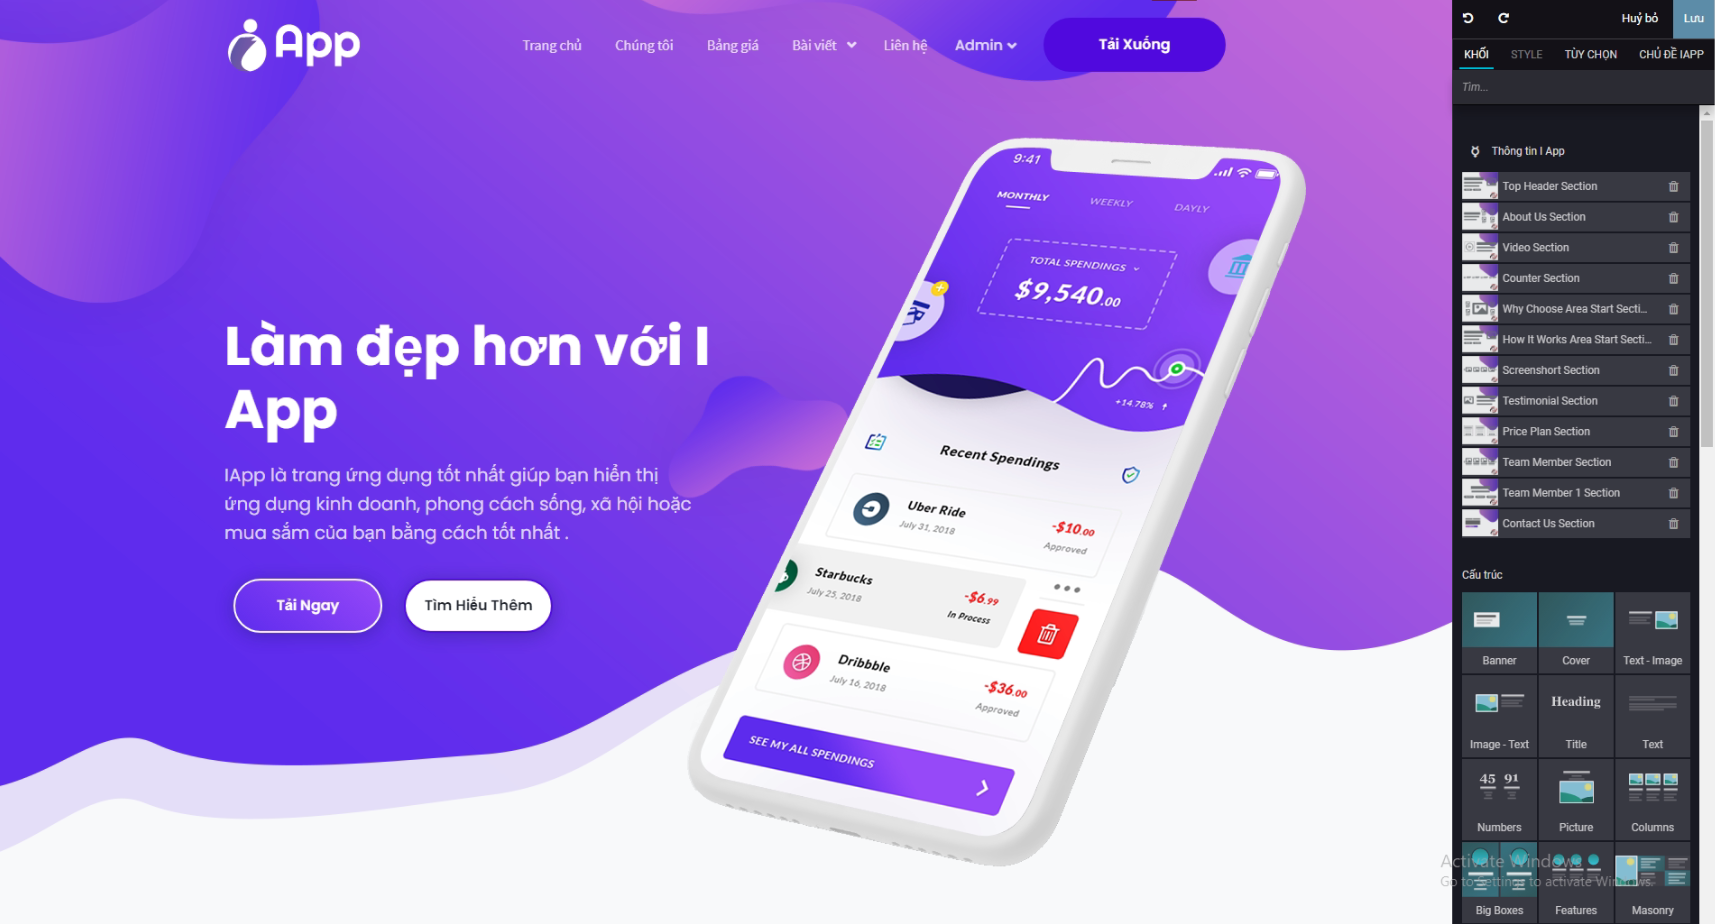 App
Trang chủ
Chúng tôi
Bảng giá
Bài viết
Liên hệ
Admin
Tải Xuống
Làm đẹp hơn với I
App
IApp là trang ứng dụng tốt nhất giúp bạn hiển thị
ứng dụng kinh doanh, phong cách sống, xã hội hoặc
mua sắm của bạn bằng cách tốt nhất .
Tải Ngay
Tìm Hiểu Thêm
9:41
MONTHLY
WEEKLY
DAYLY
TOTAL SPENDINGS
$9,540.00
+14.78%
Recent Spendings
Uber Ride
July 31, 2018
-$10.00
Approved
Starbucks
July 25, 2018
-$6.99
In Process
Dribbble
July 16, 2018
-$36.00
Approved
SEE MY ALL SPENDINGS
Huỷ bỏ
Lưu
KHỐI
STYLE
TÙY CHỌN
CHỦ ĐỀ IAPP
Tìm...
Thông tin I App
Top Header Section
About Us Section
Video Section
Counter Section
Why Choose Area Start Secti...
How It Works Area Start Secti...
Screenshort Section
Testimonial Section
Price Plan Section
Team Member Section
Team Member 1 Section
Contact Us Section
Cấu trúc
Banner
Cover
Text - Image
Heading
Image - Text
Title
Text
45 91
Numbers
Picture
Columns
Activate Windows
Go to Settings to activate Windows.
Big Boxes
Features
Masonry